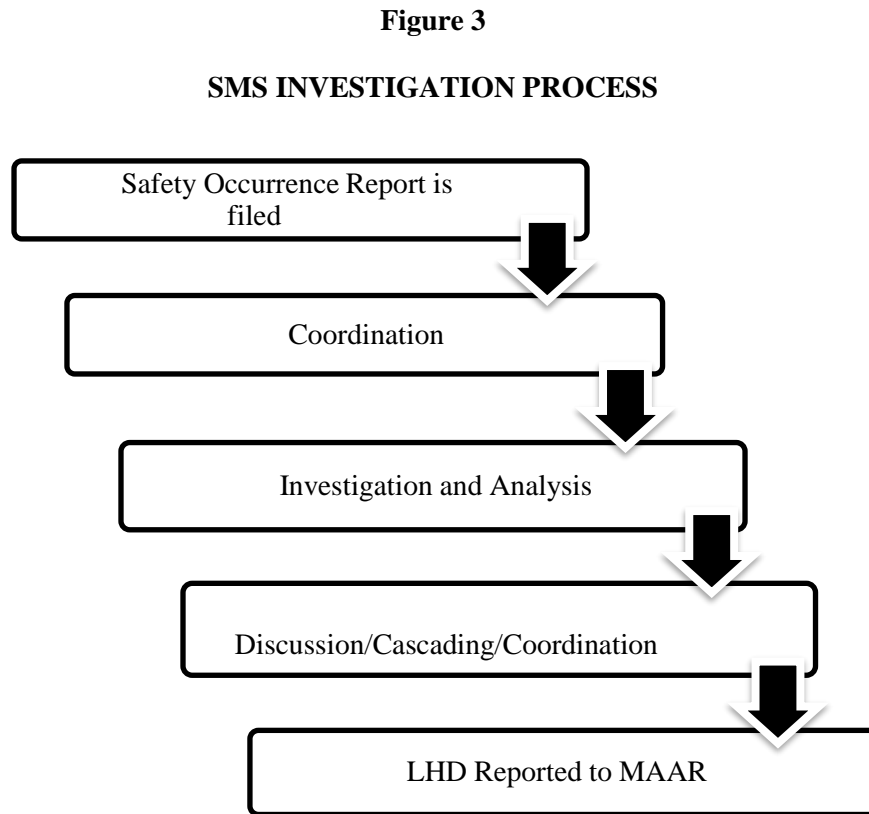 Figure 3
SMS INVESTIGATION PROCESS
Safety Occurrence Report is
filed
Coordination
Investigation and Analysis
Discussion/Cascading/Coordination
LHD Reported to MAAR